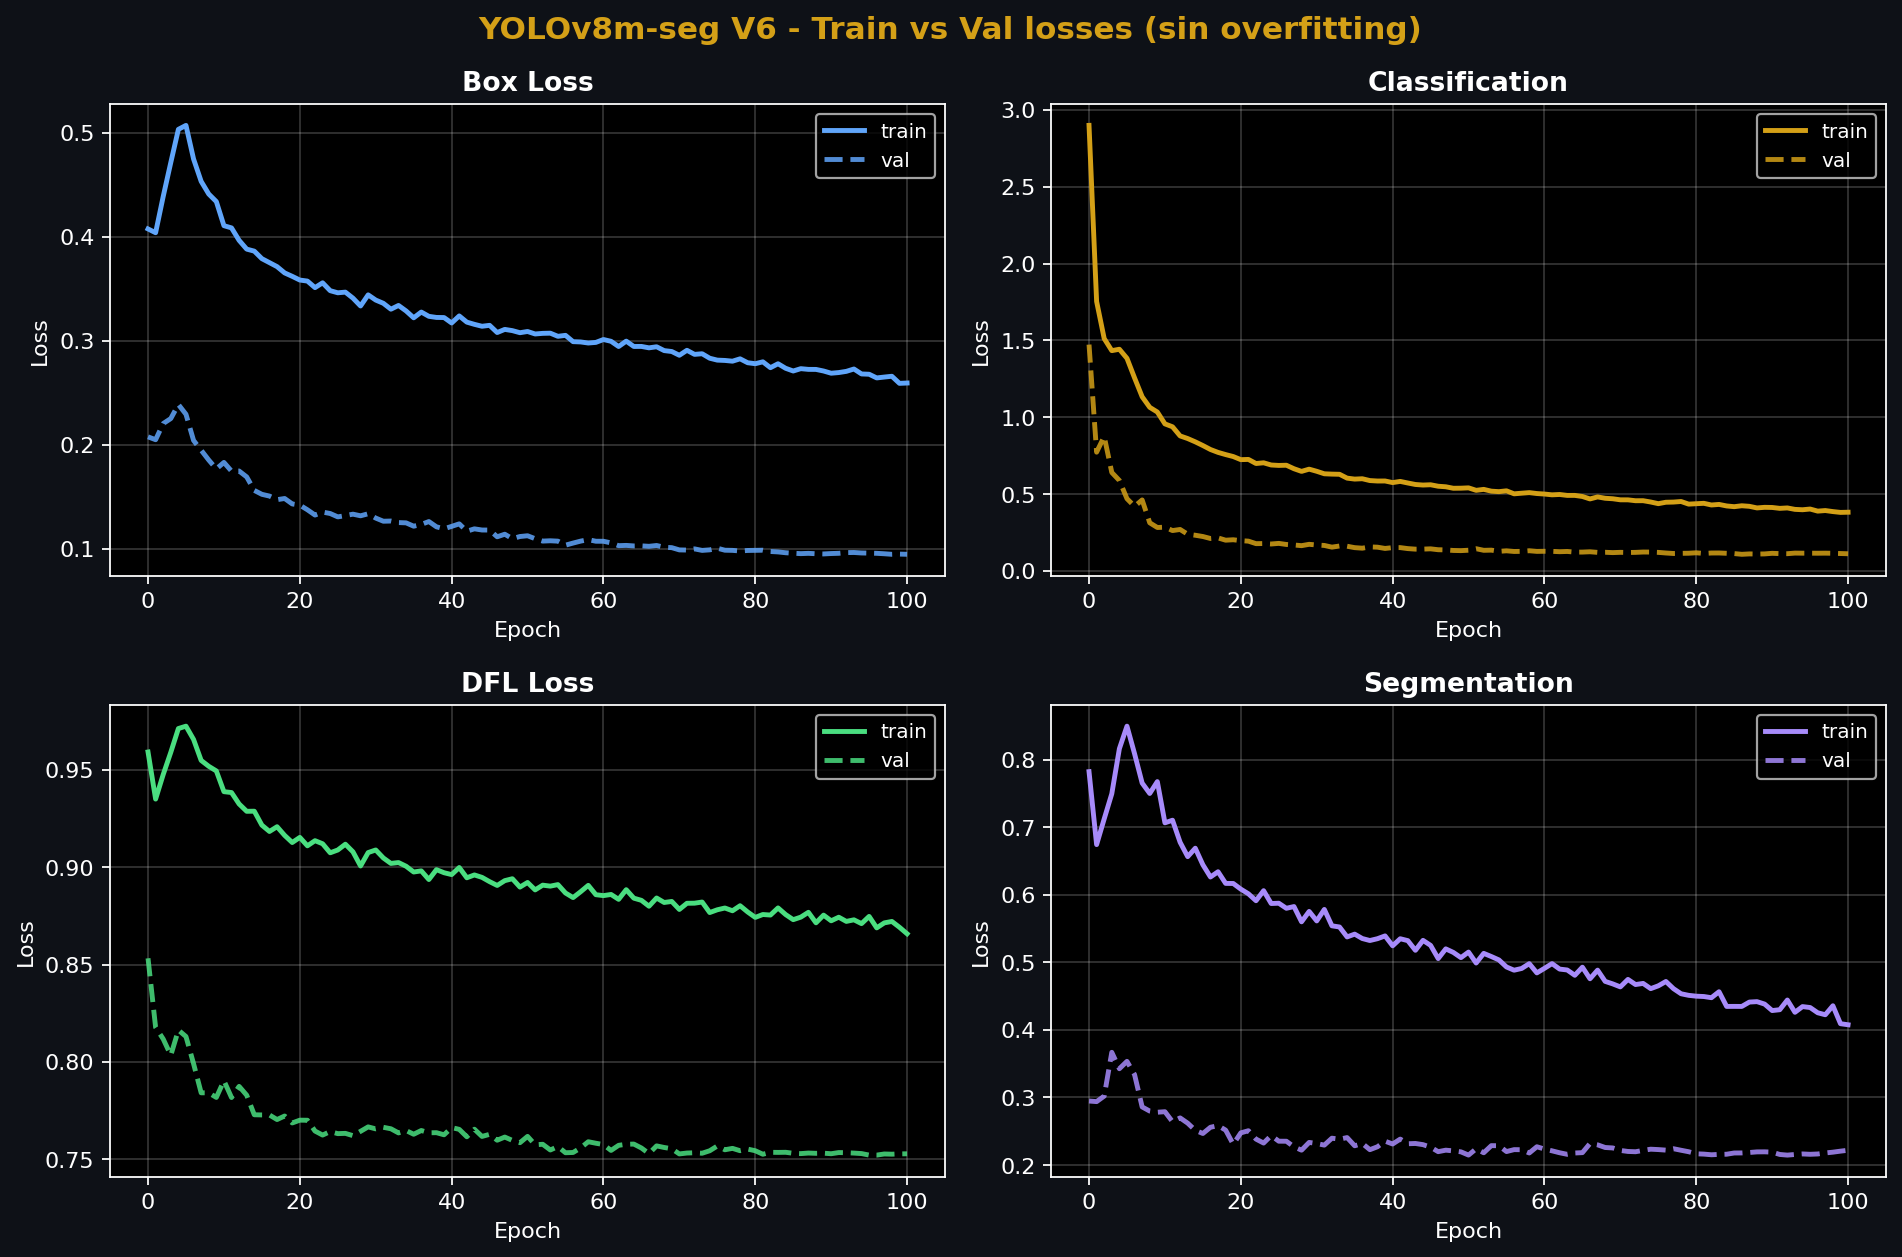 YOLOv8m-seg V6 - Train vs Val losses (sin overfitting)
Box Loss
0.5
0.4
0.3
0.2
0.1
Loss
0 20 40 60 80 100
Epoch
train
val
Classification
3.0
2.5
2.0
1.5
1.0
0.5
0.0
Loss
0 20 40 60 80 100
Epoch
train
val
DFL Loss
0.95
0.90
0.85
0.80
0.75
Loss
0 20 40 60 80 100
Epoch
train
val
Segmentation
0.8
0.7
0.6
0.5
0.4
0.3
0.2
Loss
0 20 40 60 80 100
Epoch
train
val